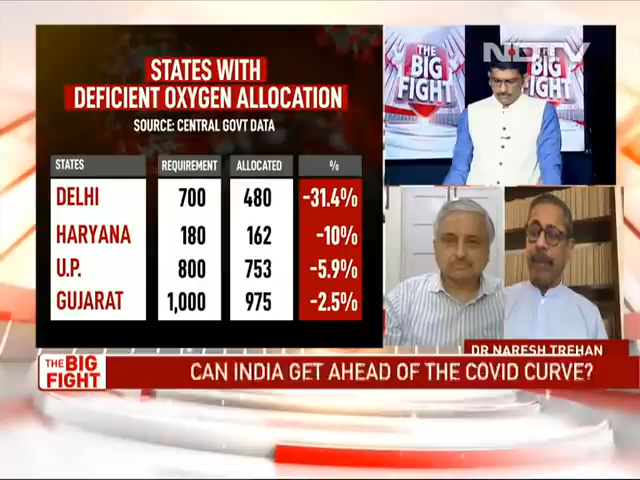 STATES WITH
DEFICIENT OXYGEN ALLOCATION
SOURCE: CENTRAL GOVT DATA
STATES REQUIREMENT ALLOCATED %
DELHI 700 480 -31.4%
HARYANA 180 162 -10%
U.P. 800 753 -5.9%
GUJARAT 1,000 975 -2.5%
NDTV
THE
BIG
FIGHT
THE
BIG
FIGHT
DR NARESH TREHAN
THE BIG
FIGHT
CAN INDIA GET AHEAD OF THE COVID CURVE?